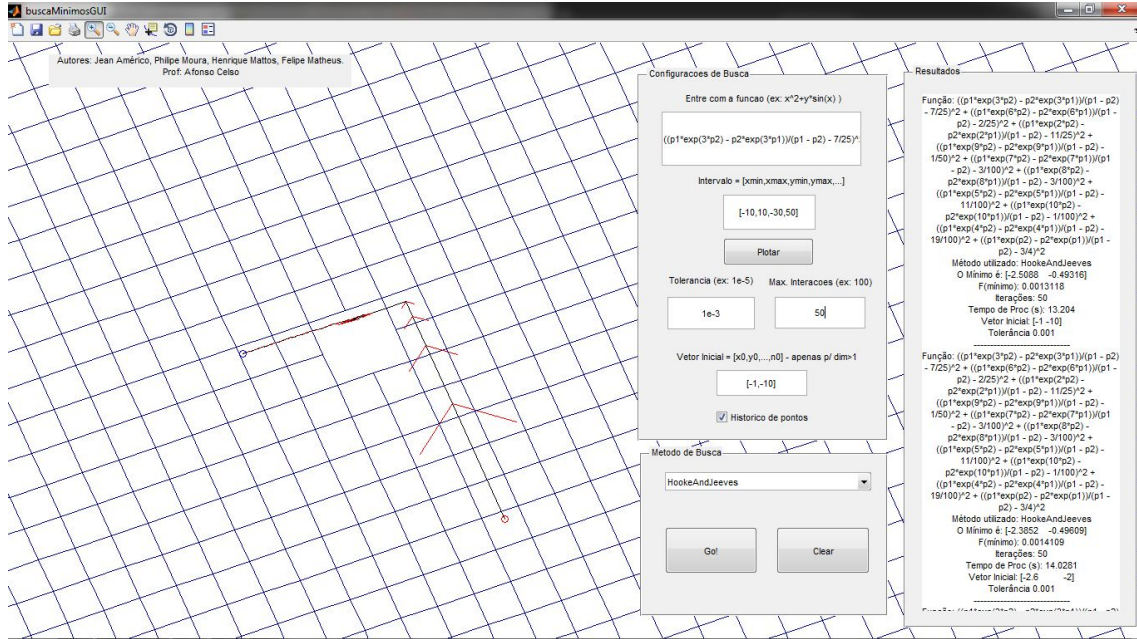 buscaMinimosGUI
Autores: Jean Américo, Philipe Moura, Henrique Mattos, Felipe Matheus.
Prof: Afonso Celso
Configuracoes de Busca
Entre com a funcao (ex: x^2+y*sin(x) )
((p1*exp(3*p2) - p2*exp(3*p1))/(p1 - p2) - 7/25)^
Intervalo = [xmin,xmax,ymin,ymax,...]
[-10,10,-30,50]
Plotar
Tolerancia (ex: 1e-5)
Max. Interacoes (ex: 100)
1e-3
50
Vetor Inicial = [x0,y0,...,n0] - apenas p/ dim>1
[-1,-10]
Historico de pontos
Metodo de Busca
HookeAndJeeves
Go!
Clear
Resultados
Função: ((p1*exp(3*p2) - p2*exp(3*p1))/(p1 - p2)
- 7/25)^2 + ((p1*exp(6*p2) - p2*exp(6*p1))/(p1 -
p2) - 2/25)^2 + ((p1*exp(2*p2) -
p2*exp(2*p1))/(p1 - p2) - 11/25)^2 +
((p1*exp(9*p2) - p2*exp(9*p1))/(p1 - p2) -
1/50)^2 + ((p1*exp(7*p2) - p2*exp(7*p1))/(p1
- p2) - 3/100)^2 + ((p1*exp(8*p2) -
p2*exp(8*p1))/(p1 - p2) - 3/100)^2 +
((p1*exp(5*p2) - p2*exp(5*p1))/(p1 - p2) -
11/100)^2 + ((p1*exp(10*p2) -
p2*exp(10*p1))/(p1 - p2) - 1/100)^2 +
((p1*exp(4*p2) - p2*exp(4*p1))/(p1 - p2) -
19/100)^2 + ((p1*exp(p2) - p2*exp(p1))/(p1 -
p2) - 3/4)^2
Método utilizado: HookeAndJeeves
O Mínimo é: [-2.5088 -0.49316]
F(mínimo): 0.0013118
Iterações: 50
Tempo de Proc (s): 13.204
Vetor Inicial: [-1 -10]
Tolerância 0.001
------------------------------
Função: ((p1*exp(3*p2) - p2*exp(3*p1))/(p1 - p2)
- 7/25)^2 + ((p1*exp(6*p2) - p2*exp(6*p1))/(p1 -
p2) - 2/25)^2 + ((p1*exp(2*p2) -
p2*exp(2*p1))/(p1 - p2) - 11/25)^2 +
((p1*exp(9*p2) - p2*exp(9*p1))/(p1 - p2) -
1/50)^2 + ((p1*exp(7*p2) - p2*exp(7*p1))/(p1
- p2) - 3/100)^2 + ((p1*exp(8*p2) -
p2*exp(8*p1))/(p1 - p2) - 3/100)^2 +
((p1*exp(5*p2) - p2*exp(5*p1))/(p1 - p2) -
11/100)^2 + ((p1*exp(10*p2) -
p2*exp(10*p1))/(p1 - p2) - 1/100)^2 +
((p1*exp(4*p2) - p2*exp(4*p1))/(p1 - p2) -
19/100)^2 + ((p1*exp(p2) - p2*exp(p1))/(p1 -
p2) - 3/4)^2
Método utilizado: HookeAndJeeves
O Mínimo é: [-2.3852 -0.49609]
F(mínimo): 0.0014109
Iterações: 50
Tempo de Proc (s): 14.0281
Vetor Inicial: [-2.6 -2]
Tolerância 0.001
------------------------------